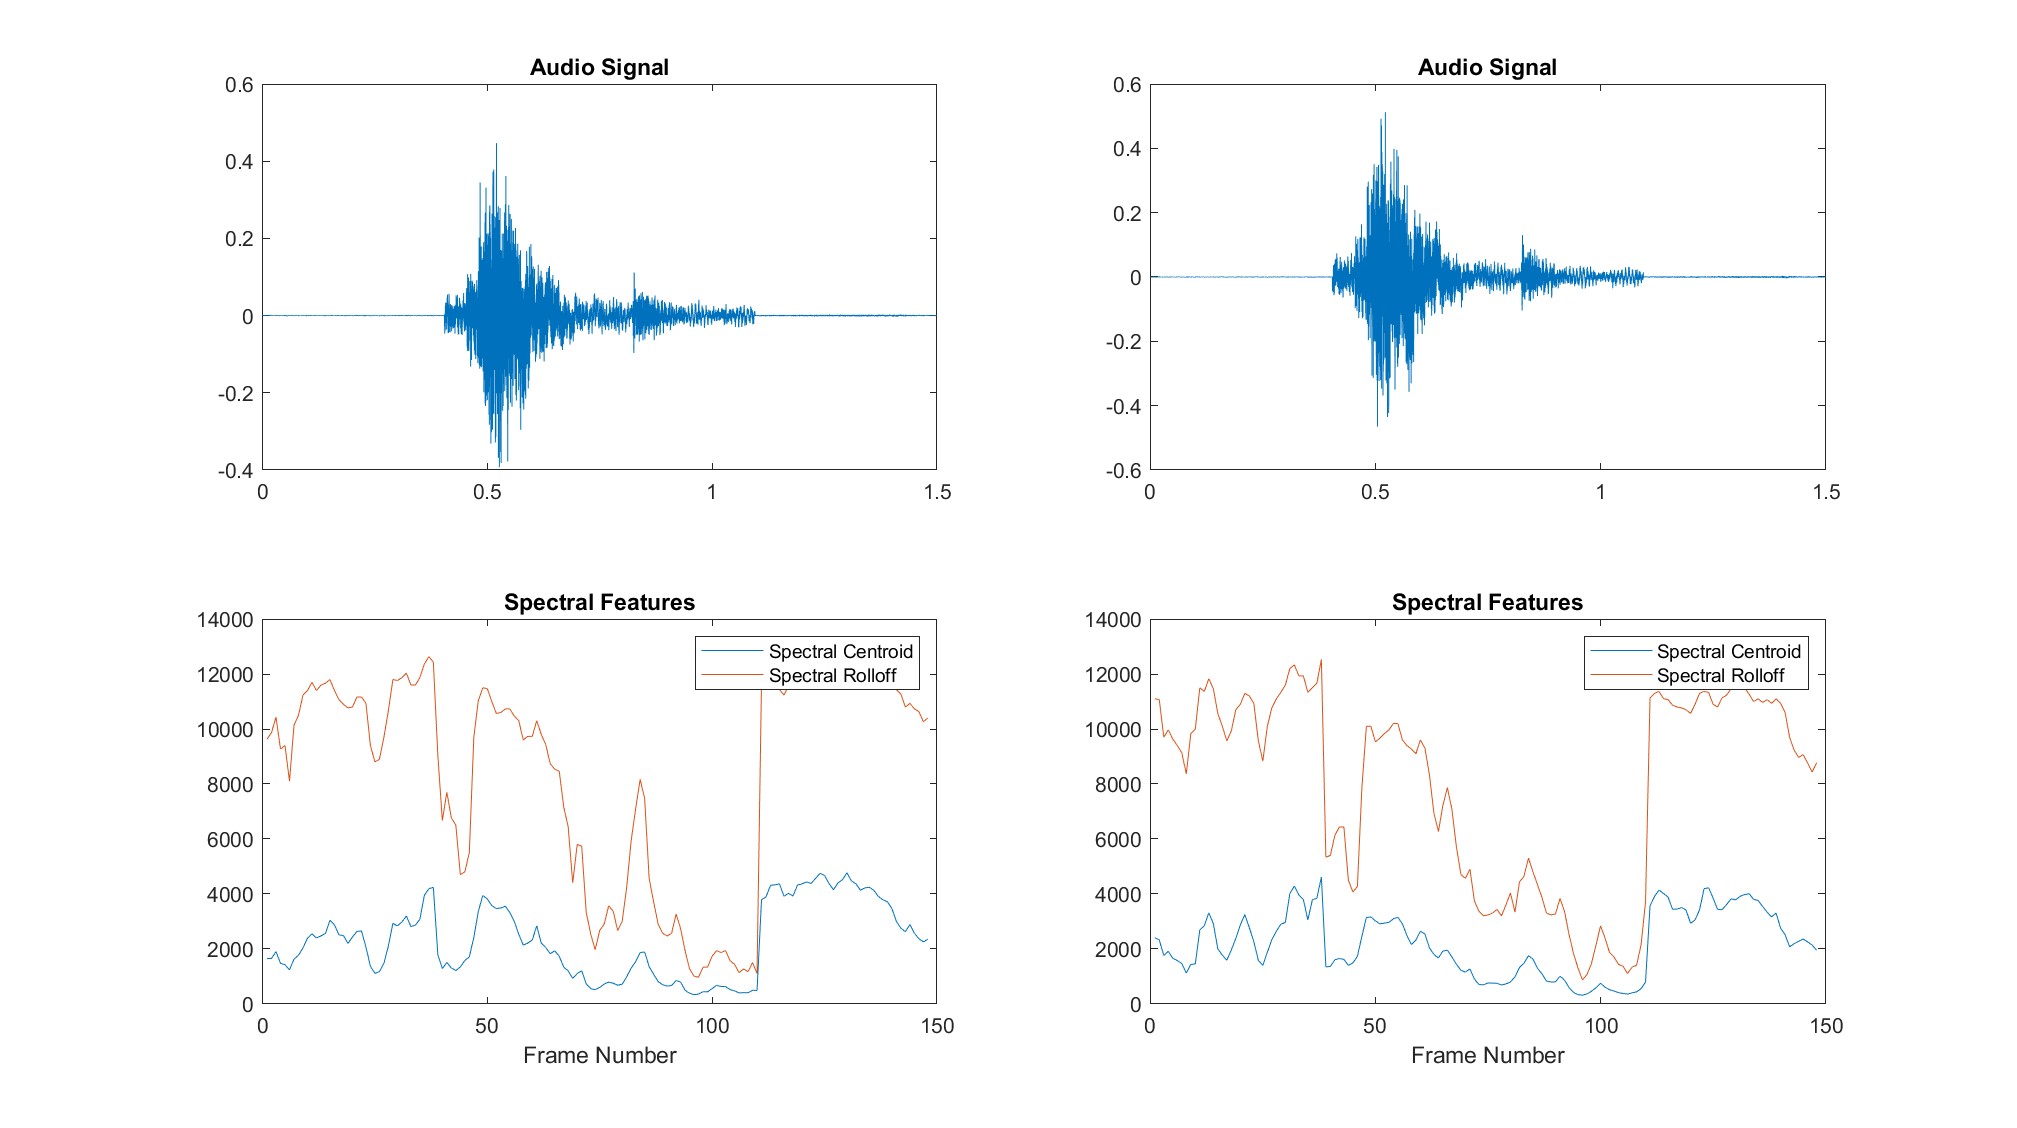 Audio Signal
0.6
0.4
0.2
0
-0.2
-0.4
0 0.5 1 1.5
Audio Signal
0.6
0.4
0.2
0
-0.2
-0.4
-0.6
0 0.5 1 1.5
Spectral Features
14000
12000
10000
8000
6000
4000
2000
0
Spectral Centroid
Spectral Rolloff
0 50 100 150
Frame Number
Spectral Features
14000
12000
10000
8000
6000
4000
2000
0
Spectral Centroid
Spectral Rolloff
0 50 100 150
Frame Number